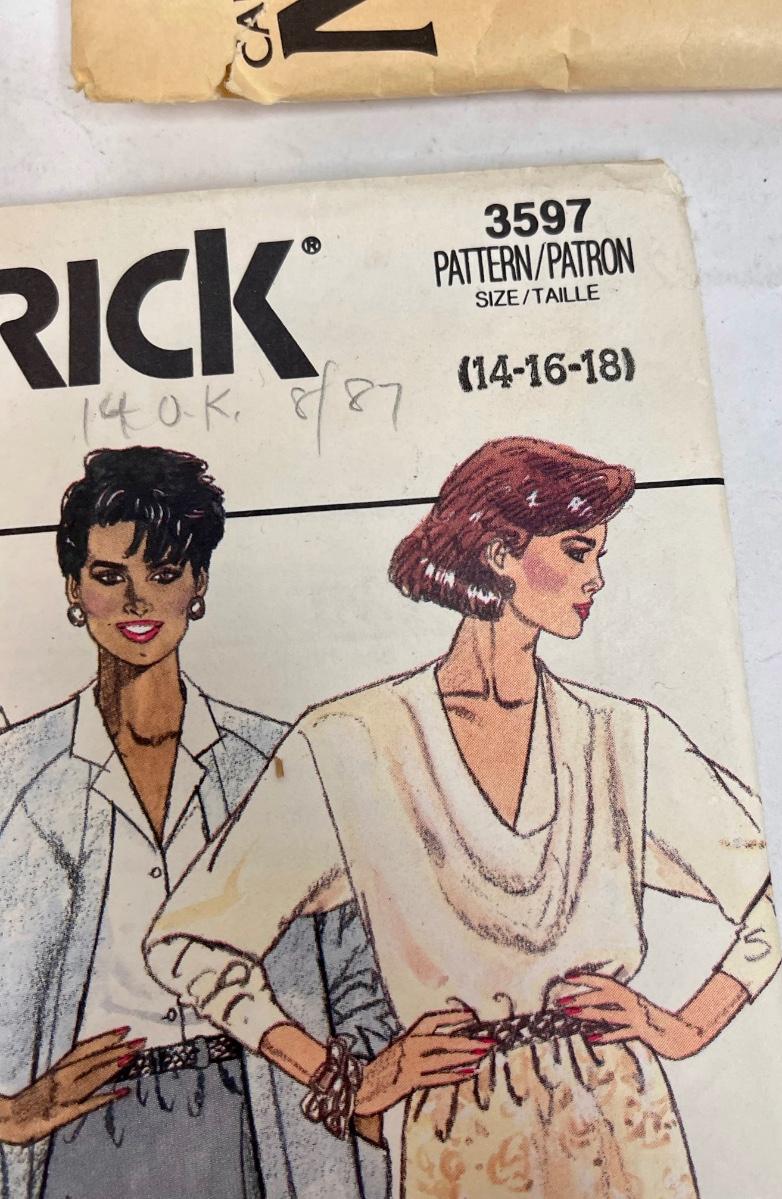 CA
N
3597
RICK®
PATTERN/PATRON
SIZE/TAILLE
(14-16-18)
14 O.K. 8/87